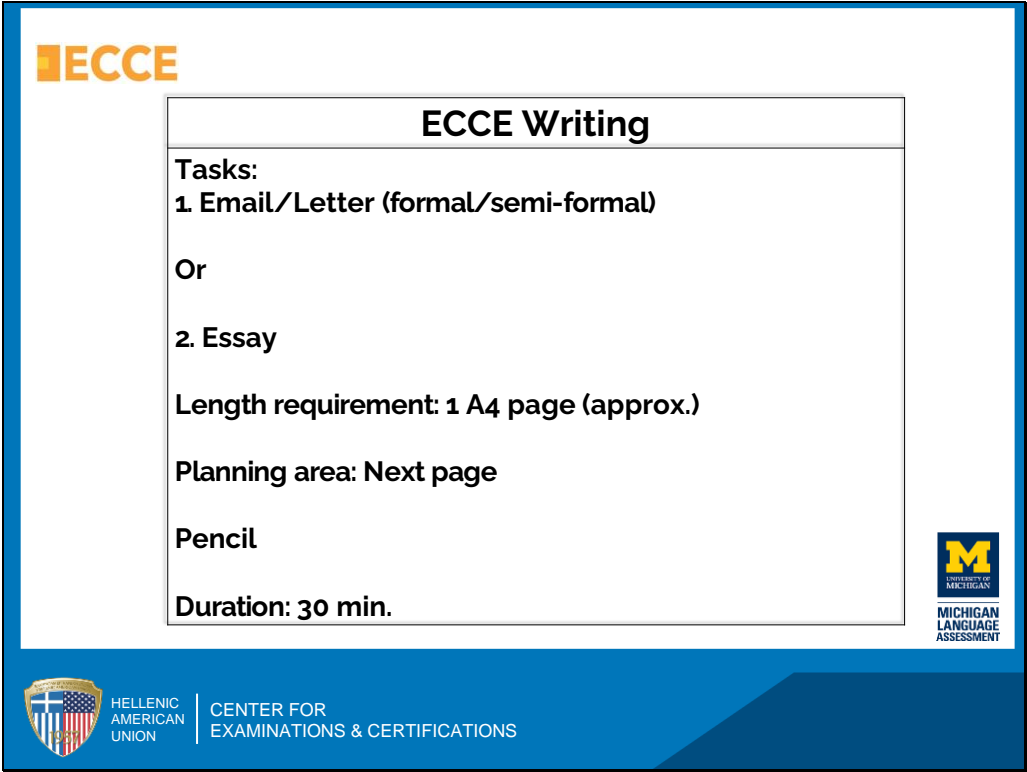 ECCE
ECCE Writing
Tasks:
1. Email/Letter (formal/semi-formal)
Or
2. Essay
Length requirement: 1 A4 page (approx.)
Planning area: Next page
Pencil
Duration: 30 min.
M
UNIVERSITY OF
MICHIGAN
MICHIGAN
LANGUAGE
ASSESSMENT
1937
HELLENIC
AMERICAN
UNION
CENTER FOR
EXAMINATIONS & CERTIFICATIONS